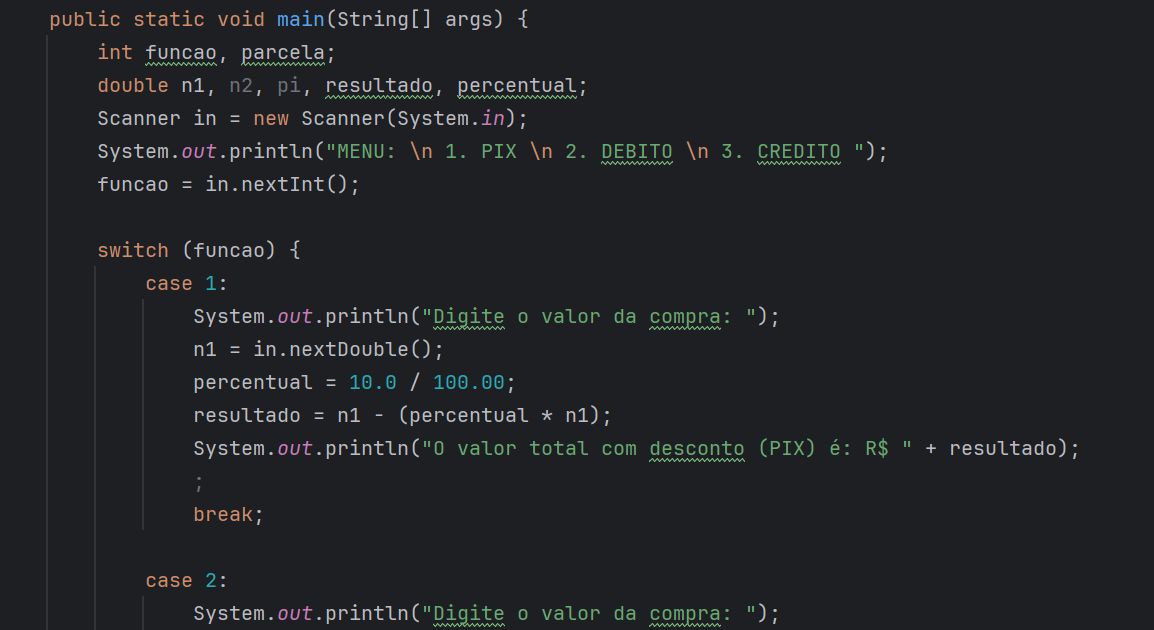 public static void main(String[] args) {
    int funcao, parcela;
    double n1, n2, pi, resultado, percentual;
    Scanner in = new Scanner(System.in);
    System.out.println("MENU: \n 1. PIX \n 2. DEBITO \n 3. CREDITO ");
    funcao = in.nextInt();

    switch (funcao) {
        case 1:
            System.out.println("Digite o valor da compra: ");
            n1 = in.nextDouble();
            percentual = 10.0 / 100.00;
            resultado = n1 - (percentual * n1);
            System.out.println("O valor total com desconto (PIX) é: R$ " + resultado);
            ;
            break;

        case 2:
            System.out.println("Digite o valor da compra: ");